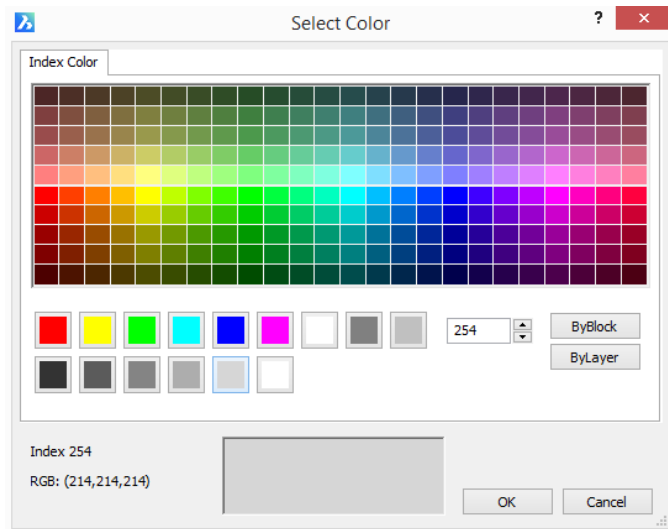 Select Color
?
Index Color
254
ByBlock
ByLayer
Index 254
RGB: (214,214,214)
OK
Cancel